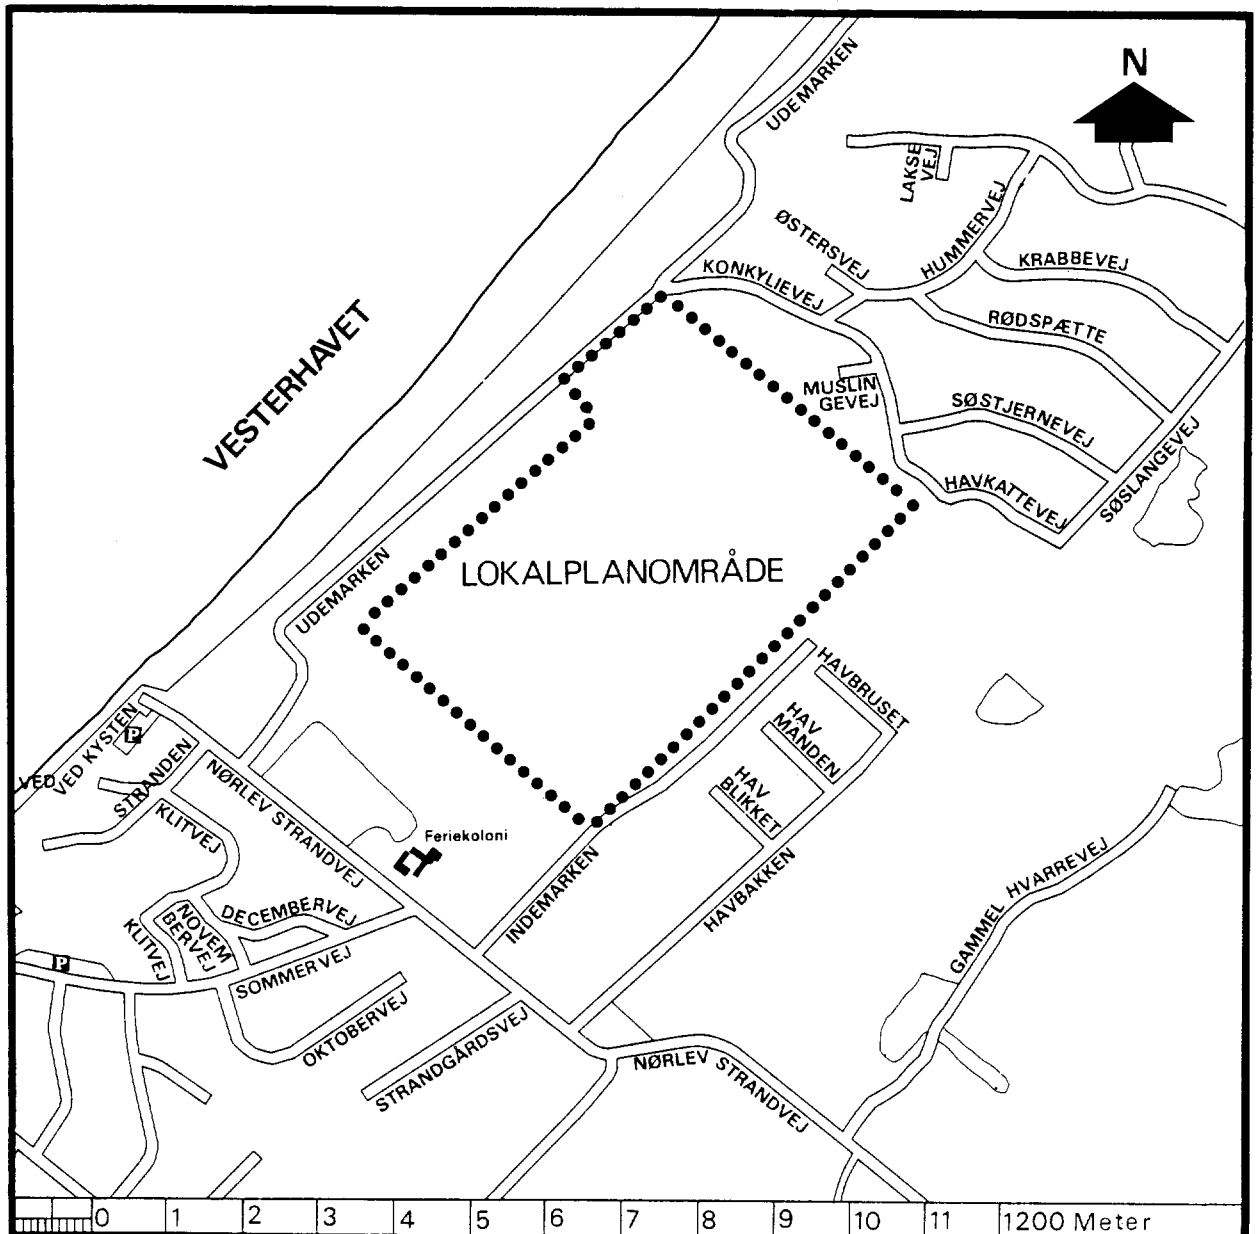 N
UDEMARKEN
LAKSE
VEJ
ØSTERSVEJ
HUMMERVEJ
KRABBEVEJ
KONKYLIEVEJ
RØDSPÆTTE
VESTERHAVET
MUSLIN
GEVEJ
SØSTJERNEVEJ
SØSLANGEVEJ
HAVKATTEVEJ
LOKALPLANOMRÅDE
UDEMARKEN
HAVBRUSET
HAV
MANDEN
HAV
BLIKKET
VED KYSTEN
P
VED
STRANDEN
NØRLEV STRANDVEJ
KLITVEJ
Feriekoloni
INDEMARKEN
HAVBAKKEN
GAMMEL HVARREVEJ
DECEMBERVEJ
NOVEM
BERVEJ
KLITVEJ
P
SOMMERVEJ
OKTOBERVEJ
STRANDGÅRDSVEJ
NØRLEV STRANDVEJ
0 1 2 3 4 5 6 7 8 9 10 11 1200 Meter